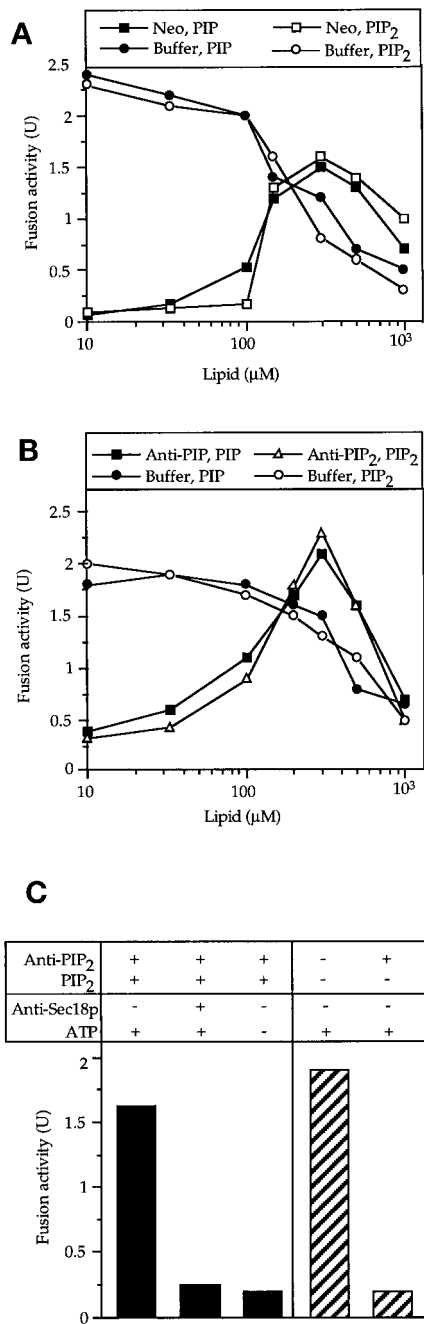 A
Neo, PIP
Neo, PIP2
Buffer, PIP
Buffer, PIP2
Fusion activity (U)
2.5
2
1.5
1
0.5
0
10
100
10³
Lipid (µM)
B
Anti-PIP, PIP
Anti-PIP2, PIP2
Buffer, PIP
Buffer, PIP2
Fusion activity (U)
2.5
2
1.5
1
0.5
0
10
100
10³
Lipid (µM)
C
Anti-PIP2 + + + - +
PIP2 + + + - -
Anti-Sec18p - + - - -
ATP + + - + +
Fusion activity (U)
2
1.5
1
0.5
0